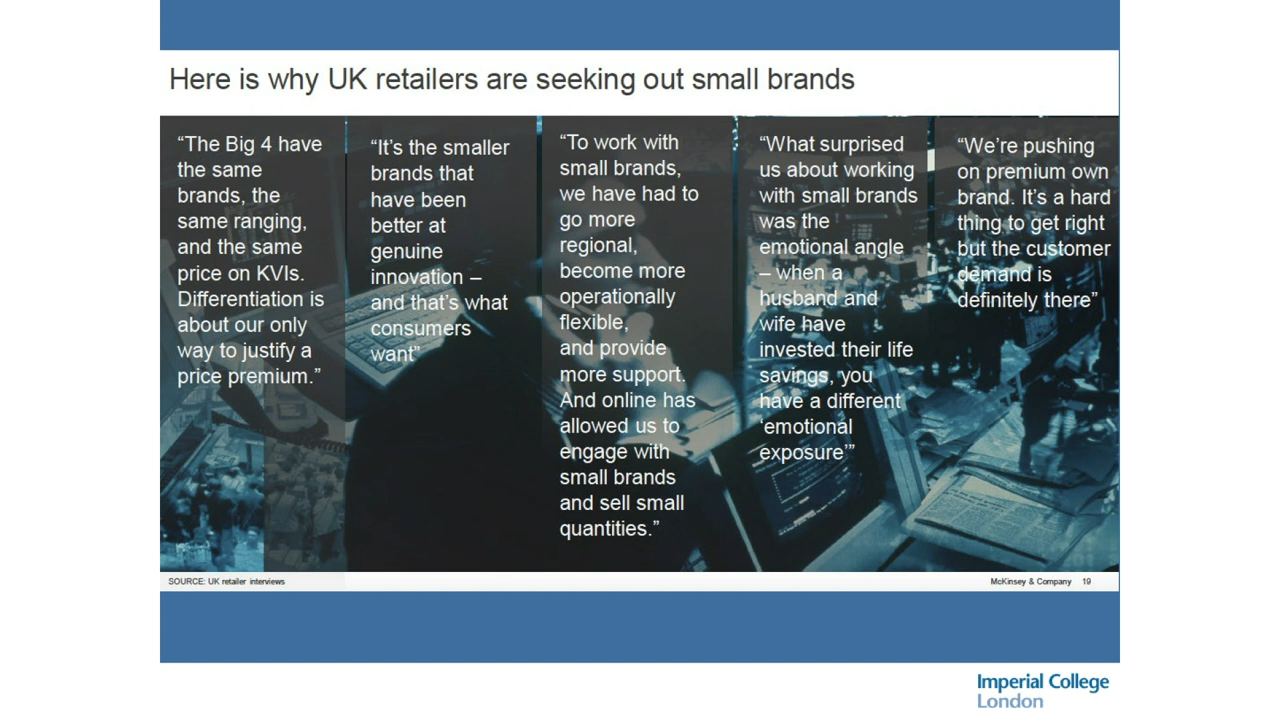 Here is why UK retailers are seeking out small brands
“The Big 4 have
the same
brands, the
same ranging,
and the same
price on KVIs.
Differentiation is
about our only
way to justify a
price premium.”
“It’s the smaller
brands that
have been
better at
genuine
innovation –
and that’s what
consumers
want”
“To work with
small brands,
we have had to
go more
regional,
become more
operationally
flexible,
and provide
more support.
And online has
allowed us to
engage with
small brands
and sell small
quantities.”
“What surprised
us about working
with small brands
was the
emotional angle
– when a
husband and
wife have
invested their life
savings, you
have a different
‘emotional
exposure’”
“We’re pushing
on premium own
brand. It’s a hard
thing to get right
but the customer
demand is
definitely there”
SOURCE: UK retailer interviews
McKinsey & Company 19
Imperial College
London